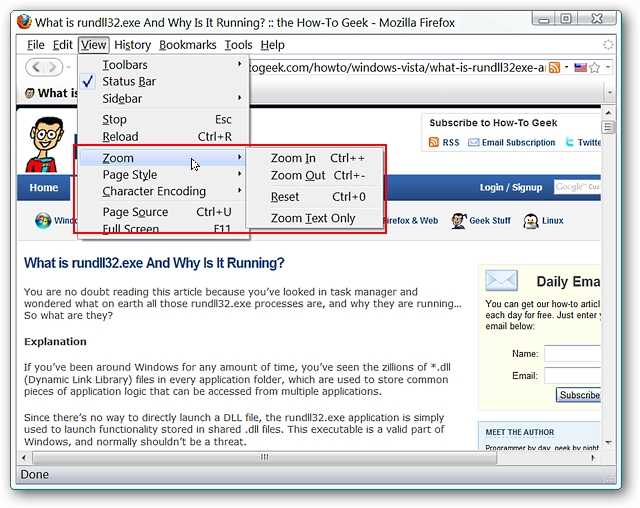 What is rundll32.exe And Why Is It Running? :: the How-To Geek - Mozilla Firefox
File Edit View History Bookmarks Tools Help
togeek.com/howto/windows-vista/what-is-rundll32exe-a
What is
Toolbars
Status Bar
Sidebar
Stop Esc
Reload Ctrl+R
Zoom
Page Style
Character Encoding
Page Source Ctrl+U
Full Screen F11
Zoom In Ctrl++
Zoom Out Ctrl+-
Reset Ctrl+0
Zoom Text Only
Subscribe to How-To Geek
RSS Email Subscription Twitte
Home Login / Signup Google Cu
Window
irefox & Web Geek Stuff Linux
What is rundll32.exe And Why Is It Running?
You are no doubt reading this article because you've looked in task manager and
wondered what on earth all those rundll32.exe processes are, and why they are running...
So what are they?
Explanation
If you've been around Windows for any amount of time, you've seen the zillions of *.dll
(Dynamic Link Library) files in every application folder, which are used to store common
pieces of application logic that can be accessed from multiple applications.
Since there's no way to directly launch a DLL file, the rundll32.exe application is simply
used to launch functionality stored in shared .dll files. This executable is a valid part of
Windows, and normally shouldn't be a threat.
Daily Ema
You can get our how-to articl
each day for free. Just enter y
email below:
Name:
Email:
Subscribe
MEET THE AUTHOR
Programmer by day, geek by night
Done